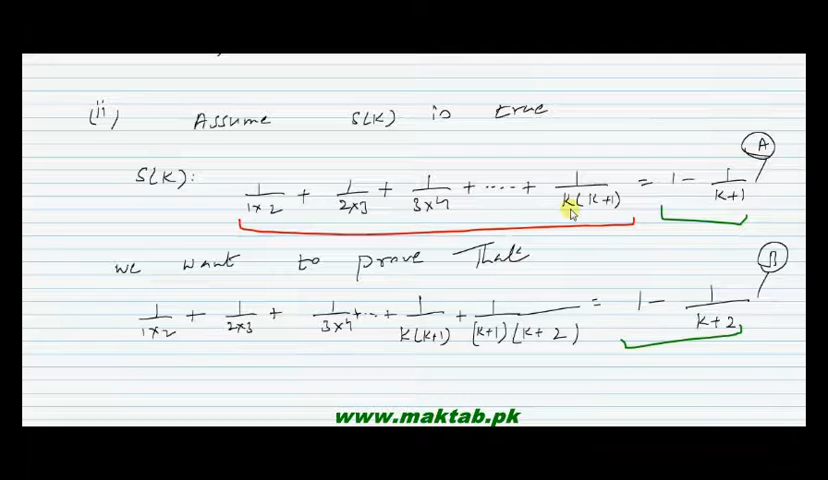 (ii) Assume S(K) is true
S(K): 1/1×2 + 1/2×3 + 1/3×4 + .... + 1/K(K+1) = 1 - 1/K+1 A
we want to prove That
1/1×2 + 1/2×3 + 1/3×4 + ... + 1/K(K+1) + 1/(K+1)(K+2) = 1 - 1/K+2 B
www.maktab.pk